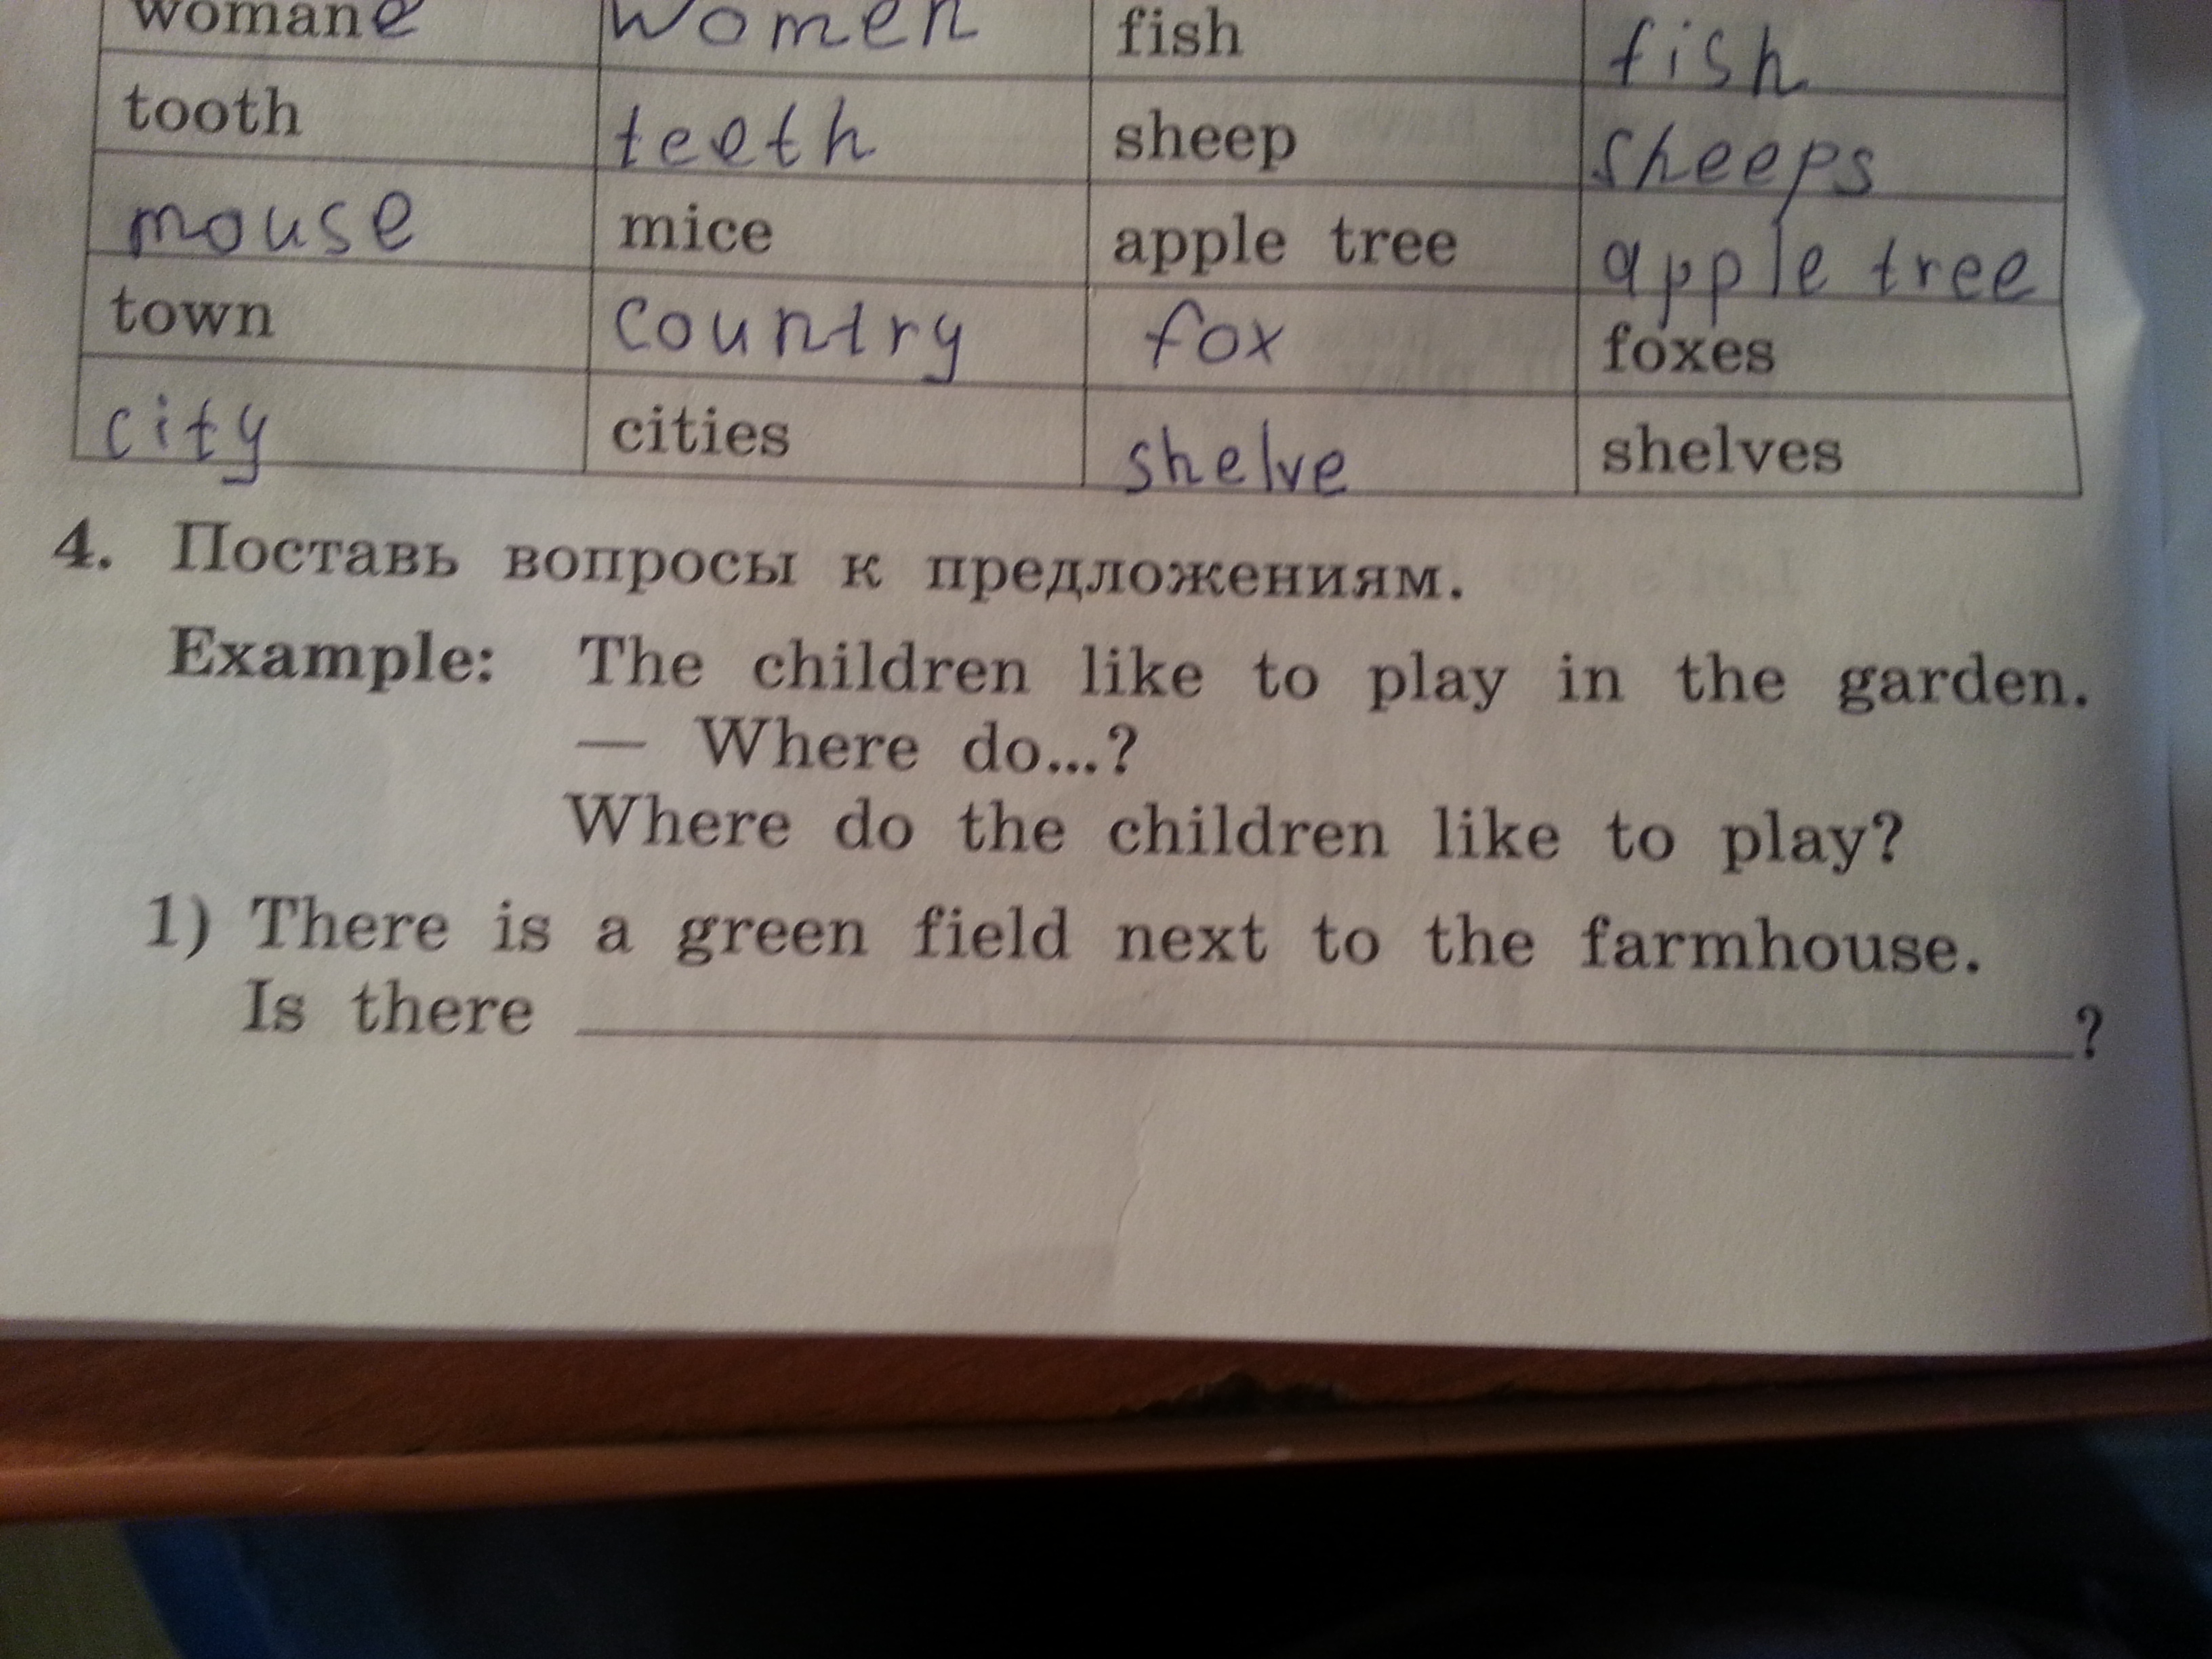 womane women fish fish
tooth teeth sheep sheeps
mouse mice apple tree apple tree
town country fox foxes
city cities shelve shelves
4. Поставь вопросы к предложениям.
Example: The children like to play in the garden.
— Where do...?
Where do the children like to play?
1) There is a green field next to the farmhouse.
Is there ?